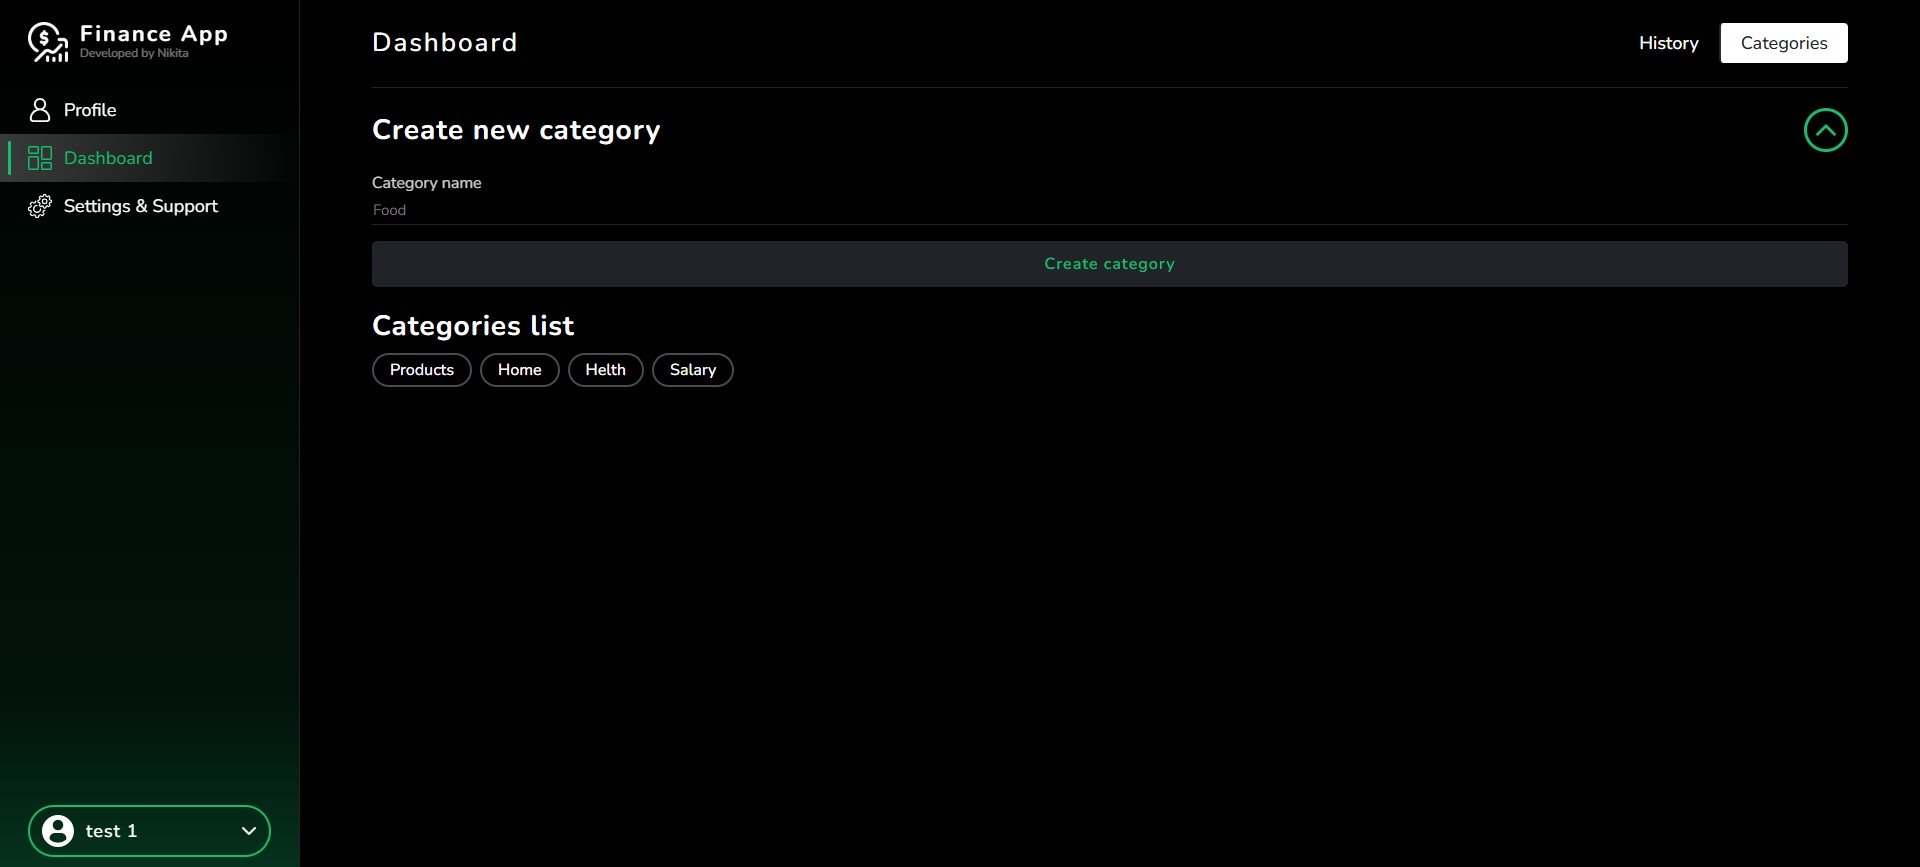 Finance App
Developed by Nikita
Profile
Dashboard
Settings & Support
test 1
Dashboard
History
Categories
Create new category
Category name
Food
Create category
Categories list
Products
Home
Helth
Salary